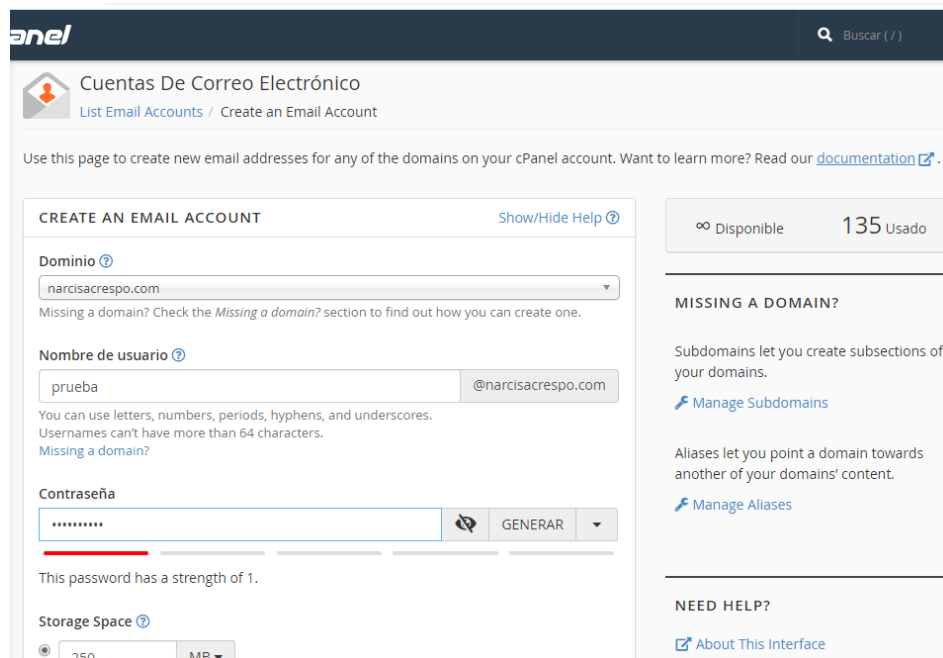 Buscar ( / )
Cuentas De Correo Electrónico
List Email Accounts / Create an Email Account
Use this page to create new email addresses for any of the domains on your cPanel account. Want to learn more? Read our documentation .
CREATE AN EMAIL ACCOUNT
Show/Hide Help
Dominio
narcisacrespo.com
Missing a domain? Check the Missing a domain? section to find out how you can create one.
Nombre de usuario
prueba
@narcisacrespo.com
You can use letters, numbers, periods, hyphens, and underscores.
Usernames can't have more than 64 characters.
Missing a domain?
Contraseña
••••••••••
GENERAR
This password has a strength of 1.
Storage Space
250
MB
∞ Disponible
135 Usado
MISSING A DOMAIN?
Subdomains let you create subsections of
your domains.
Manage Subdomains
Aliases let you point a domain towards
another of your domains' content.
Manage Aliases
NEED HELP?
About This Interface